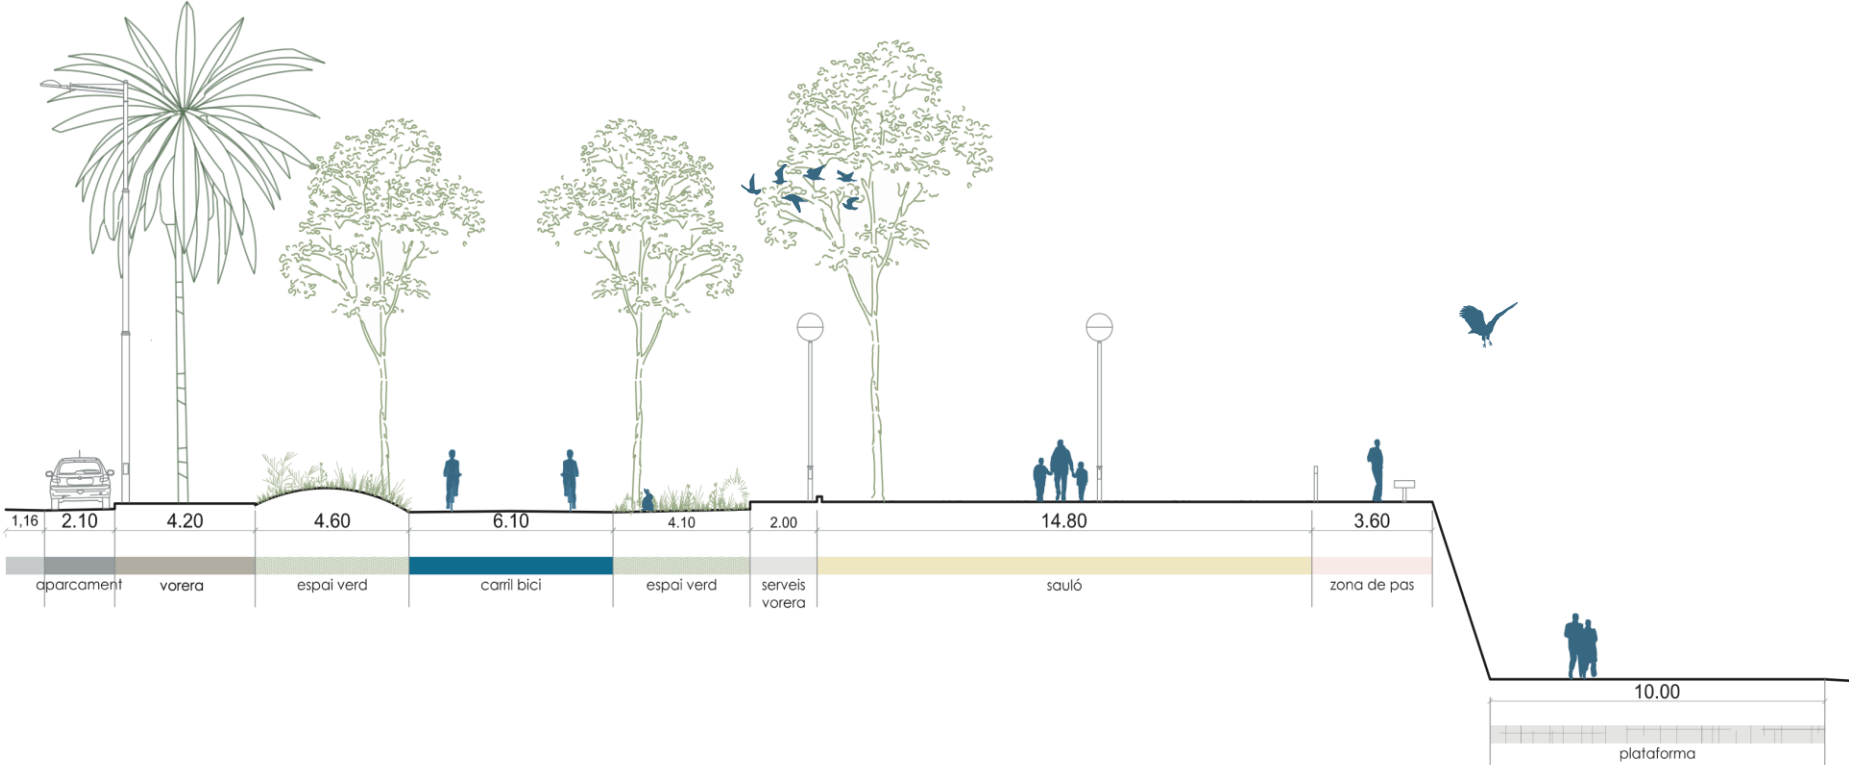 1,16 2.10 4.20 4.60 6.10 4.10 2.00 14.80 3.60
aparcament vorera espai verd carril bici espai verd serveis vorera sauló zona de pas
10.00
plataforma